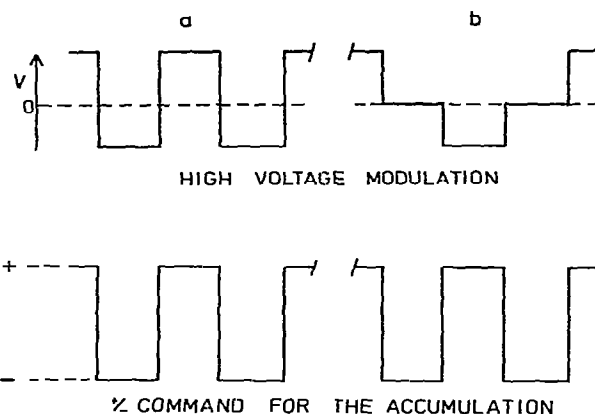 a b
V
0
HIGH VOLTAGE MODULATION
+
-
+/- COMMAND FOR THE ACCUMULATION